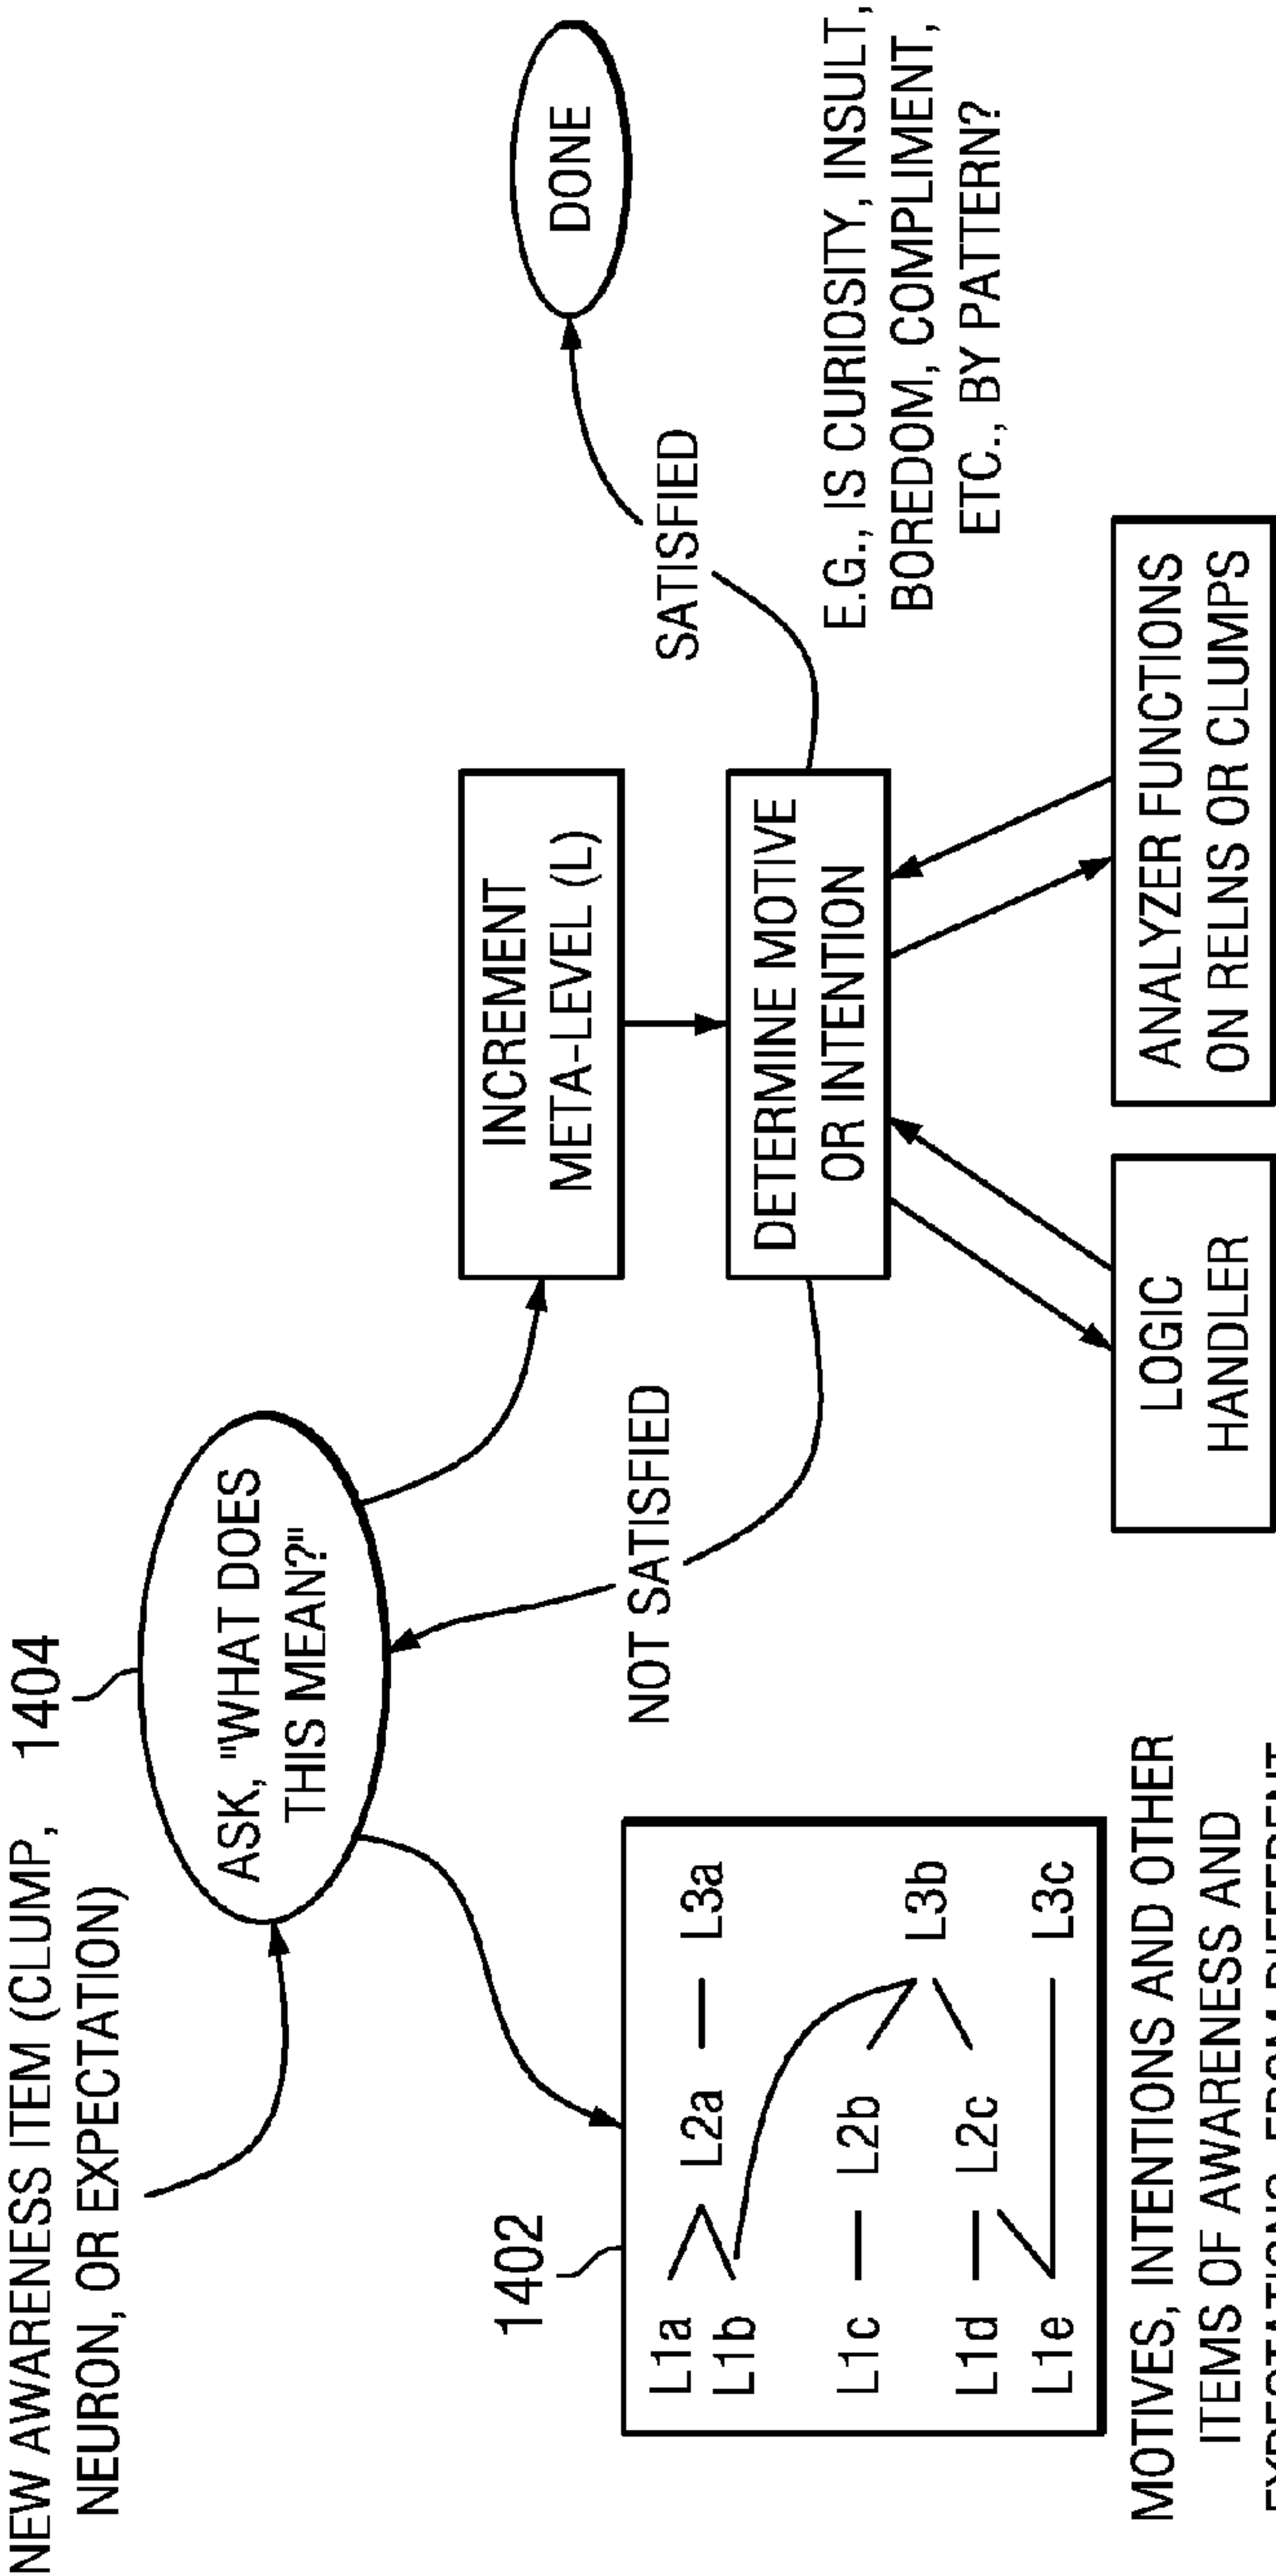 NEW AWARENESS ITEM (CLUMP,
NEURON, OR EXPECTATION)
1404
ASK, "WHAT DOES
THIS MEAN?"
INCREMENT
META-LEVEL (L)
DONE
1402
L1a
L1b
L2a
L3a
L1c
L2b
L3b
L1d
L2c
L1e
L3c
NOT SATISFIED
SATISFIED
DETERMINE MOTIVE
OR INTENTION
E.G., IS CURIOSITY, INSULT,
BOREDOM, COMPLIMENT,
ETC., BY PATTERN?
LOGIC
HANDLER
ANALYZER FUNCTIONS
ON RELNS OR CLUMPS
MOTIVES, INTENTIONS AND OTHER
ITEMS OF AWARENESS AND
EXPECTATIONS, FROM DIFFERENT